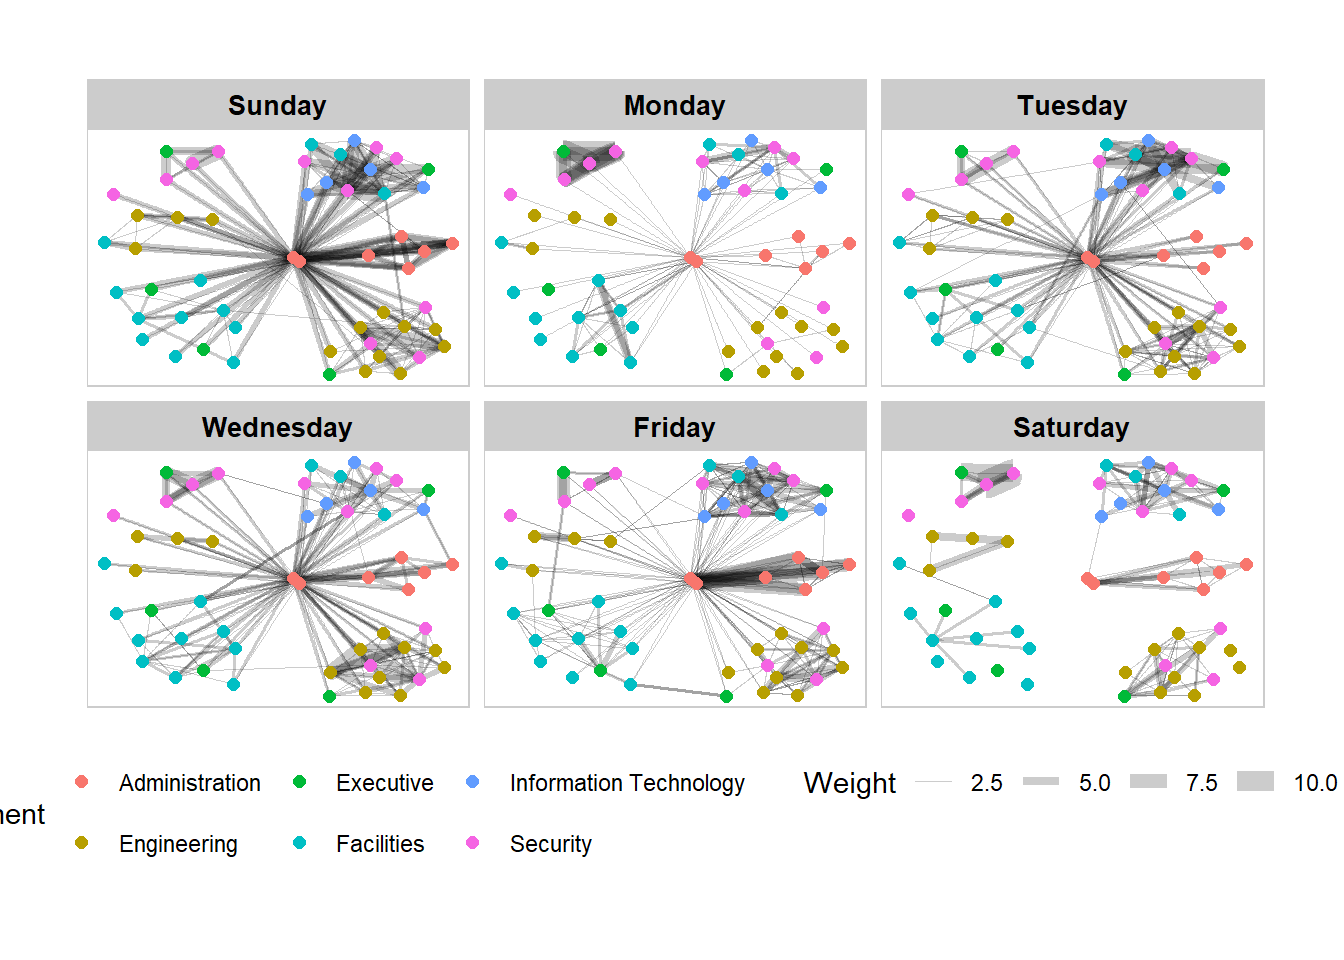 Sunday Monday Tuesday
Wednesday Friday Saturday
Administration Executive Information Technology Weight 2.5 5.0 7.5 10.0
Engineering Facilities Security